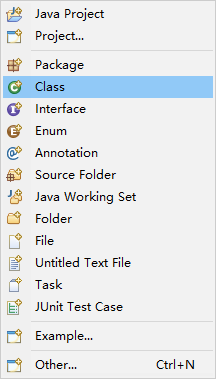 Java Project
Project...
Package
Class
Interface
Enum
Annotation
Source Folder
Java Working Set
Folder
File
Untitled Text File
Task
JUnit Test Case
Example...
Other... Ctrl+N